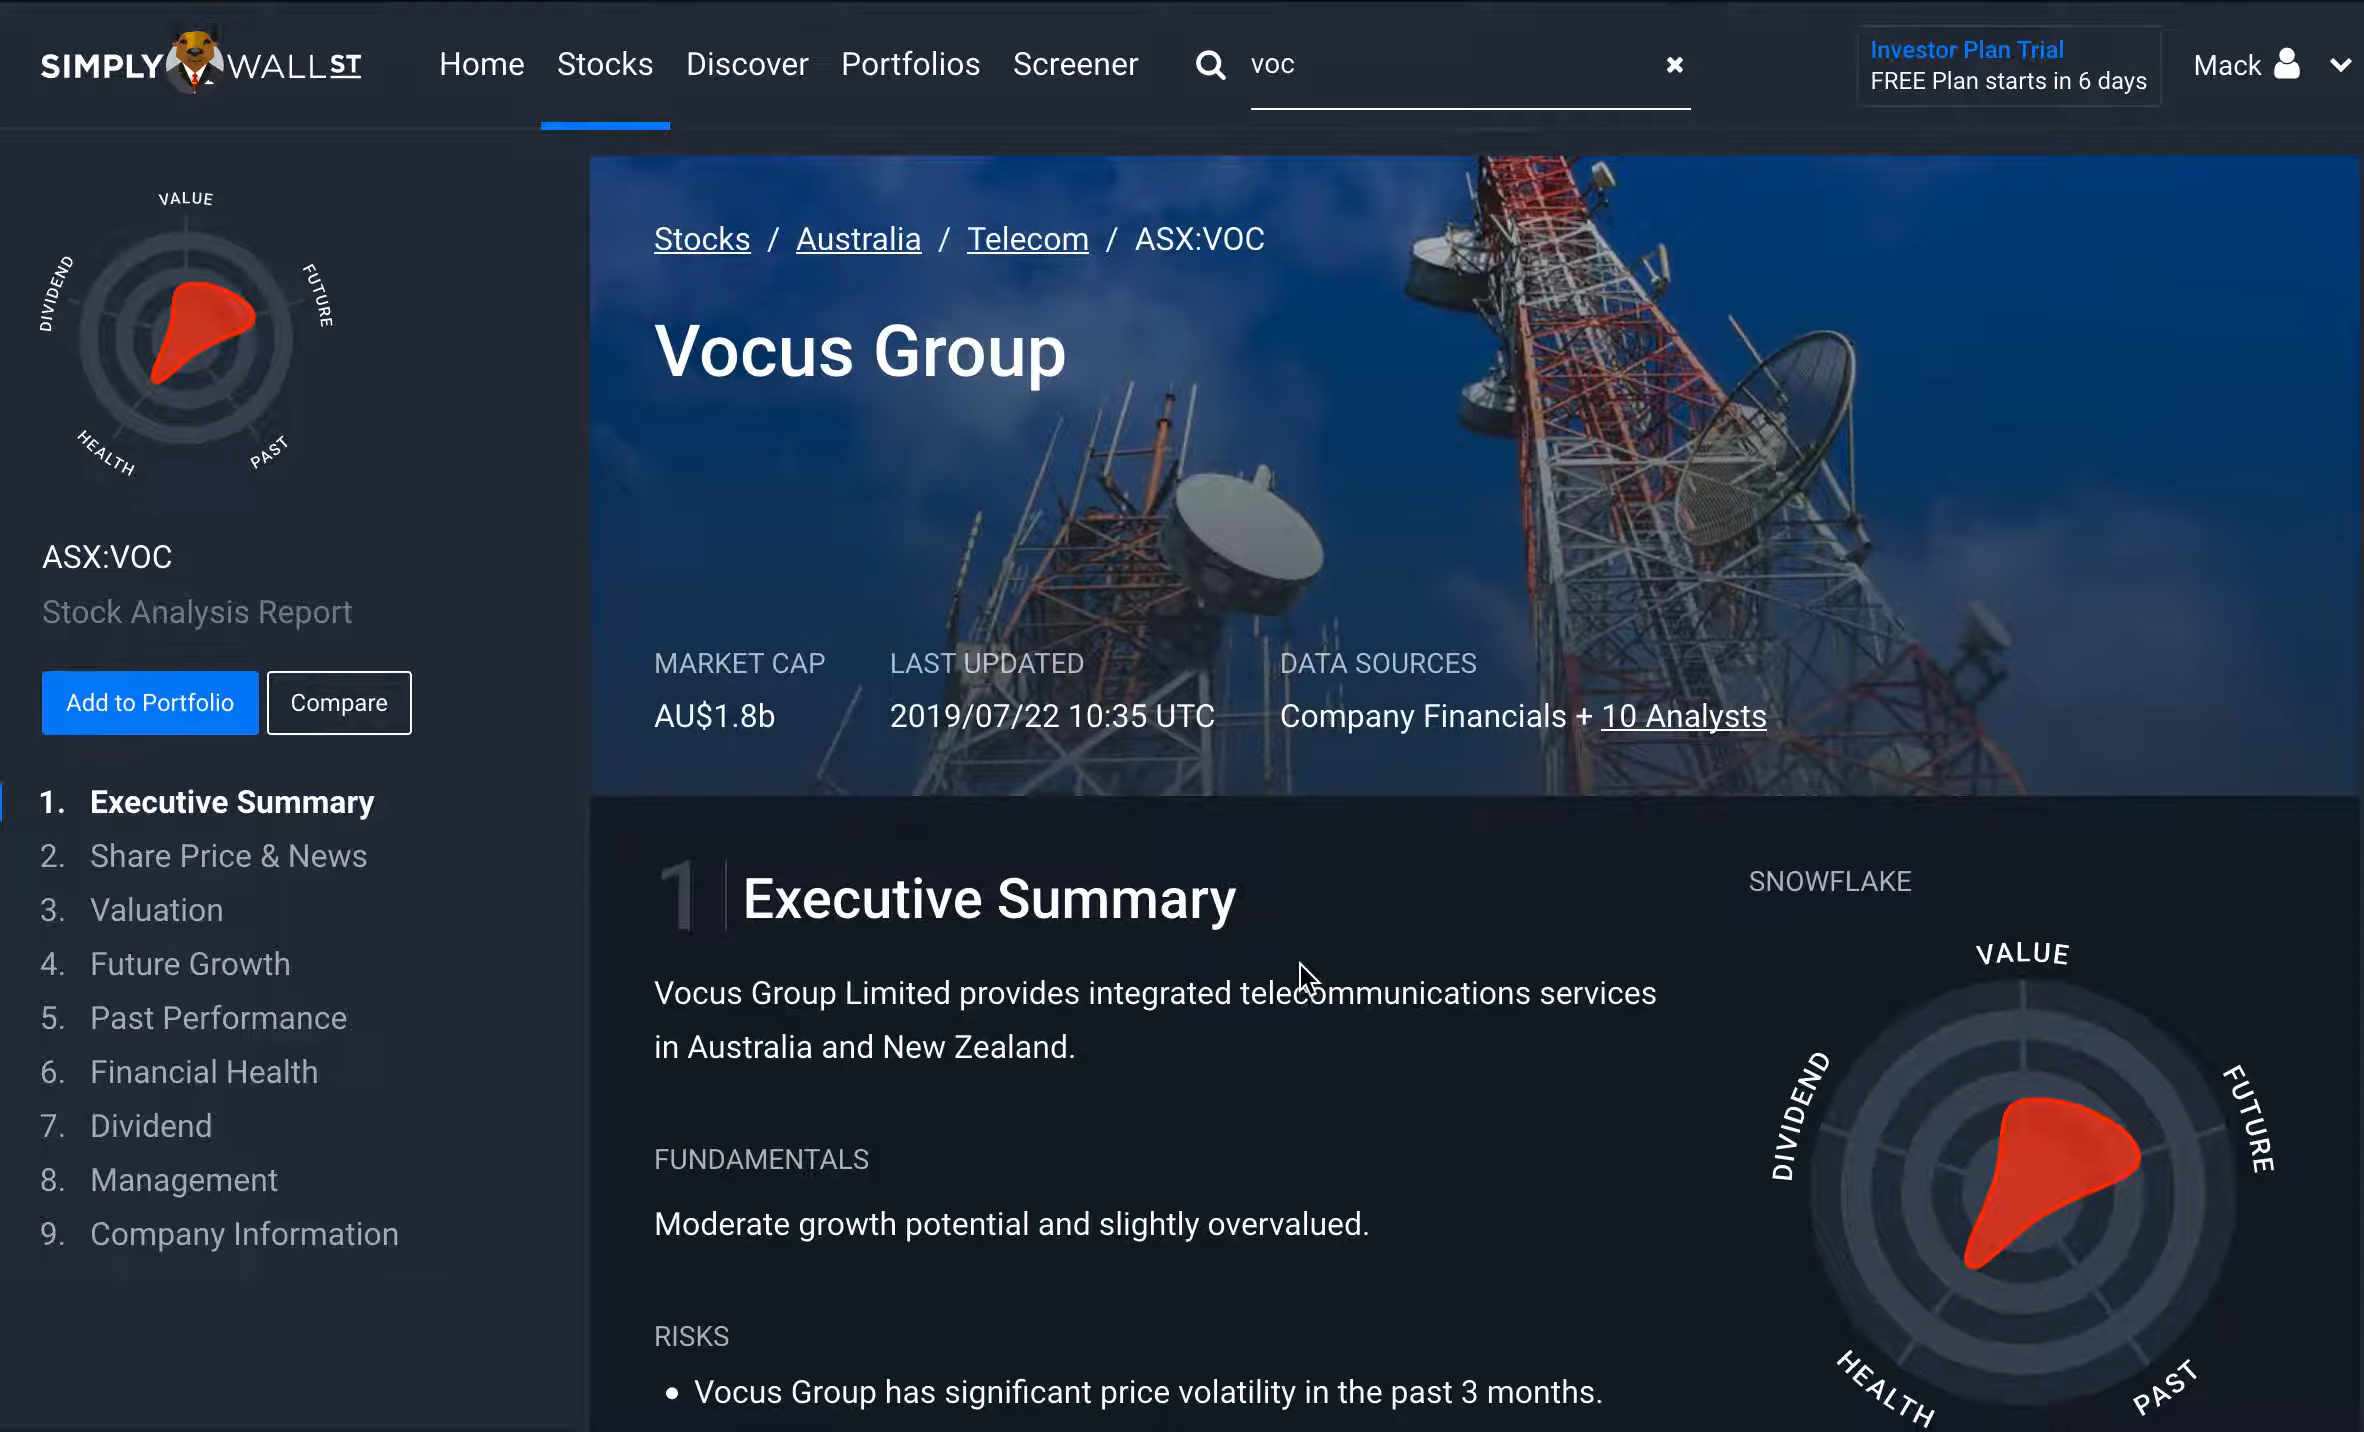 SIMPLY WALL ST
Home Stocks Discover Portfolios Screener
voc
Investor Plan Trial
FREE Plan starts in 6 days
Mack
VALUE
FUTURE
PAST
HEALTH
DIVIDEND
ASX:VOC
Stock Analysis Report
Add to Portfolio Compare
1. Executive Summary
2. Share Price & News
3. Valuation
4. Future Growth
5. Past Performance
6. Financial Health
7. Dividend
8. Management
9. Company Information
Stocks / Australia / Telecom / ASX:VOC
Vocus Group
MARKET CAP
AU$1.8b
LAST UPDATED
2019/07/22 10:35 UTC
DATA SOURCES
Company Financials + 10 Analysts
1 Executive Summary
Vocus Group Limited provides integrated telecommunications services
in Australia and New Zealand.
FUNDAMENTALS
Moderate growth potential and slightly overvalued.
RISKS
• Vocus Group has significant price volatility in the past 3 months.
SNOWFLAKE
VALUE
FUTURE
PAST
HEALTH
DIVIDEND